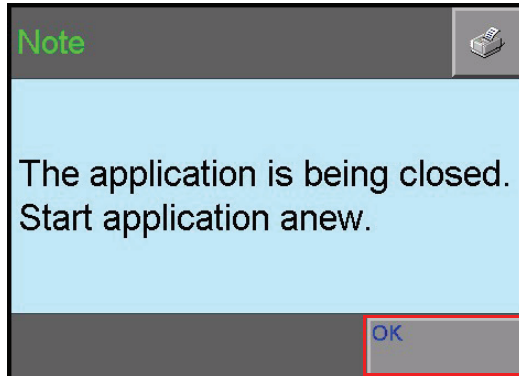 Note
The application is being closed.
Start application anew.
OK